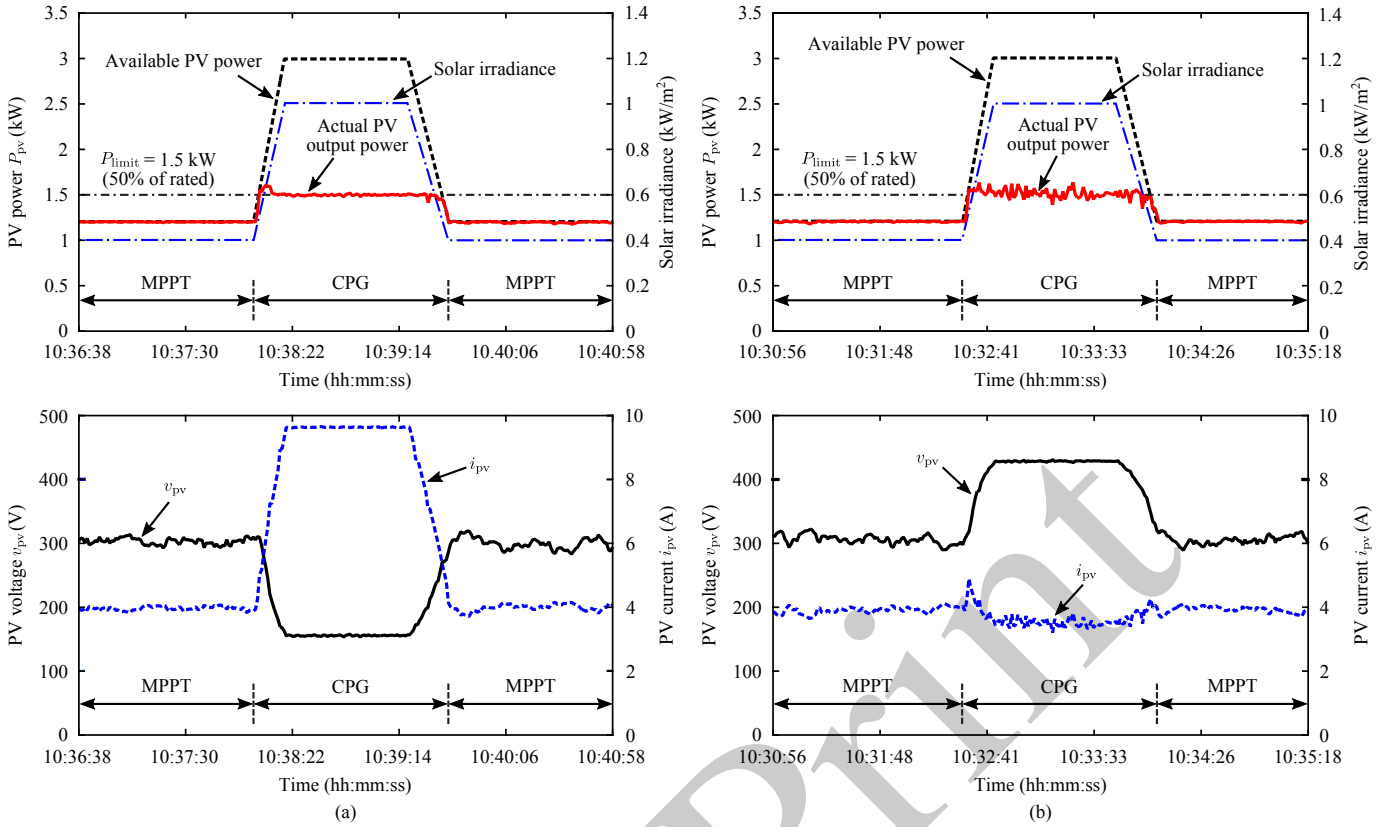 3.5
3
2.5
2
1.5
1
0.5
0
PV power Ppv (kW)
1.4
1.2
1
0.8
0.6
0.4
0.2
0
Solar irradiance (kW/m²)
Available PV power
Solar irradiance
Actual PV
output power
Plimit = 1.5 kW
(50% of rated)
MPPT CPG MPPT
10:36:38 10:37:30 10:38:22 10:39:14 10.40:06 10:40:58
Time (hh:mm:ss)
3.5
3
2.5
2
1.5
1
0.5
0
PV power Ppv (kW)
1.4
1.2
1
0.8
0.6
0.4
0.2
0
Solar irradiance (kW/m²)
Available PV
power
Solar irradiance
Actual PV
output power
Plimit = 1.5 kW
(50% of rated)
MPPT CPG MPPT
10:30:56 10:31:48 10:32:41 10:33:33 10:34:26 10:35:18
Time (hh:mm:ss)
500
400
300
200
100
0
PV voltage vpv (V)
10
8
6
4
2
0
PV current ipv (A)
vpv
ipv
MPPT CPG MPPT
10:36:38 10:37:30 10:38:22 10:39:14 10:40:06 10:40:58
Time (hh:mm:ss)
(a)
500
400
300
200
100
0
PV voltage vpv (V)
10
8
6
4
2
0
PV current ipv (A)
vpv
ipv
MPPT CPG MPPT
10:30:56 10:31:48 10:32:41 10:33:33 10:34:26 10:35:18
Time (hh:mm:ss)
(b)
Print